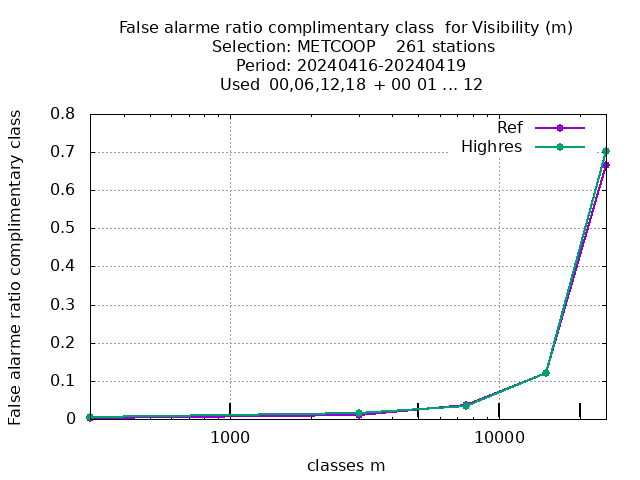 False alarme ratio complimentary class  for Visibility (m)
Selection: METCOOP    261 stations
Period: 20240416-20240419
Used  00,06,12,18  + 00 01 ... 12
False alarme ratio complimentary class
0.8
0.7
0.6
0.5
0.4
0.3
0.2
0.1
0
Ref
Highres
1000
10000
classes m